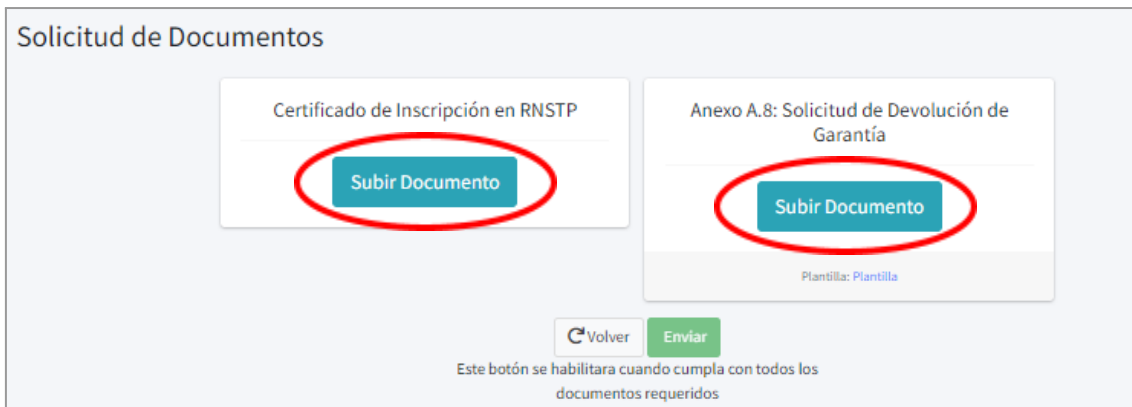 Solicitud de Documentos
Certificado de Inscripción en RNSTP
Subir Documento
Anexo A.8: Solicitud de Devolución de
Garantía
Subir Documento
Plantilla: Plantilla
Volver
Enviar
Este botón se habilitara cuando cumpla con todos los
documentos requeridos